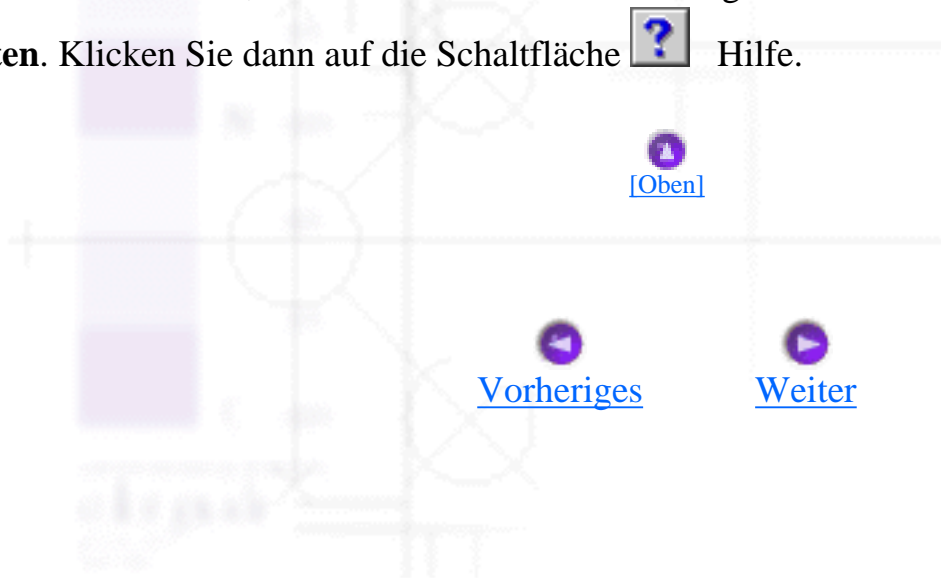 ten. Klicken Sie dann auf die Schaltfläche ? Hilfe.
[Oben]
Vorheriges Weiter